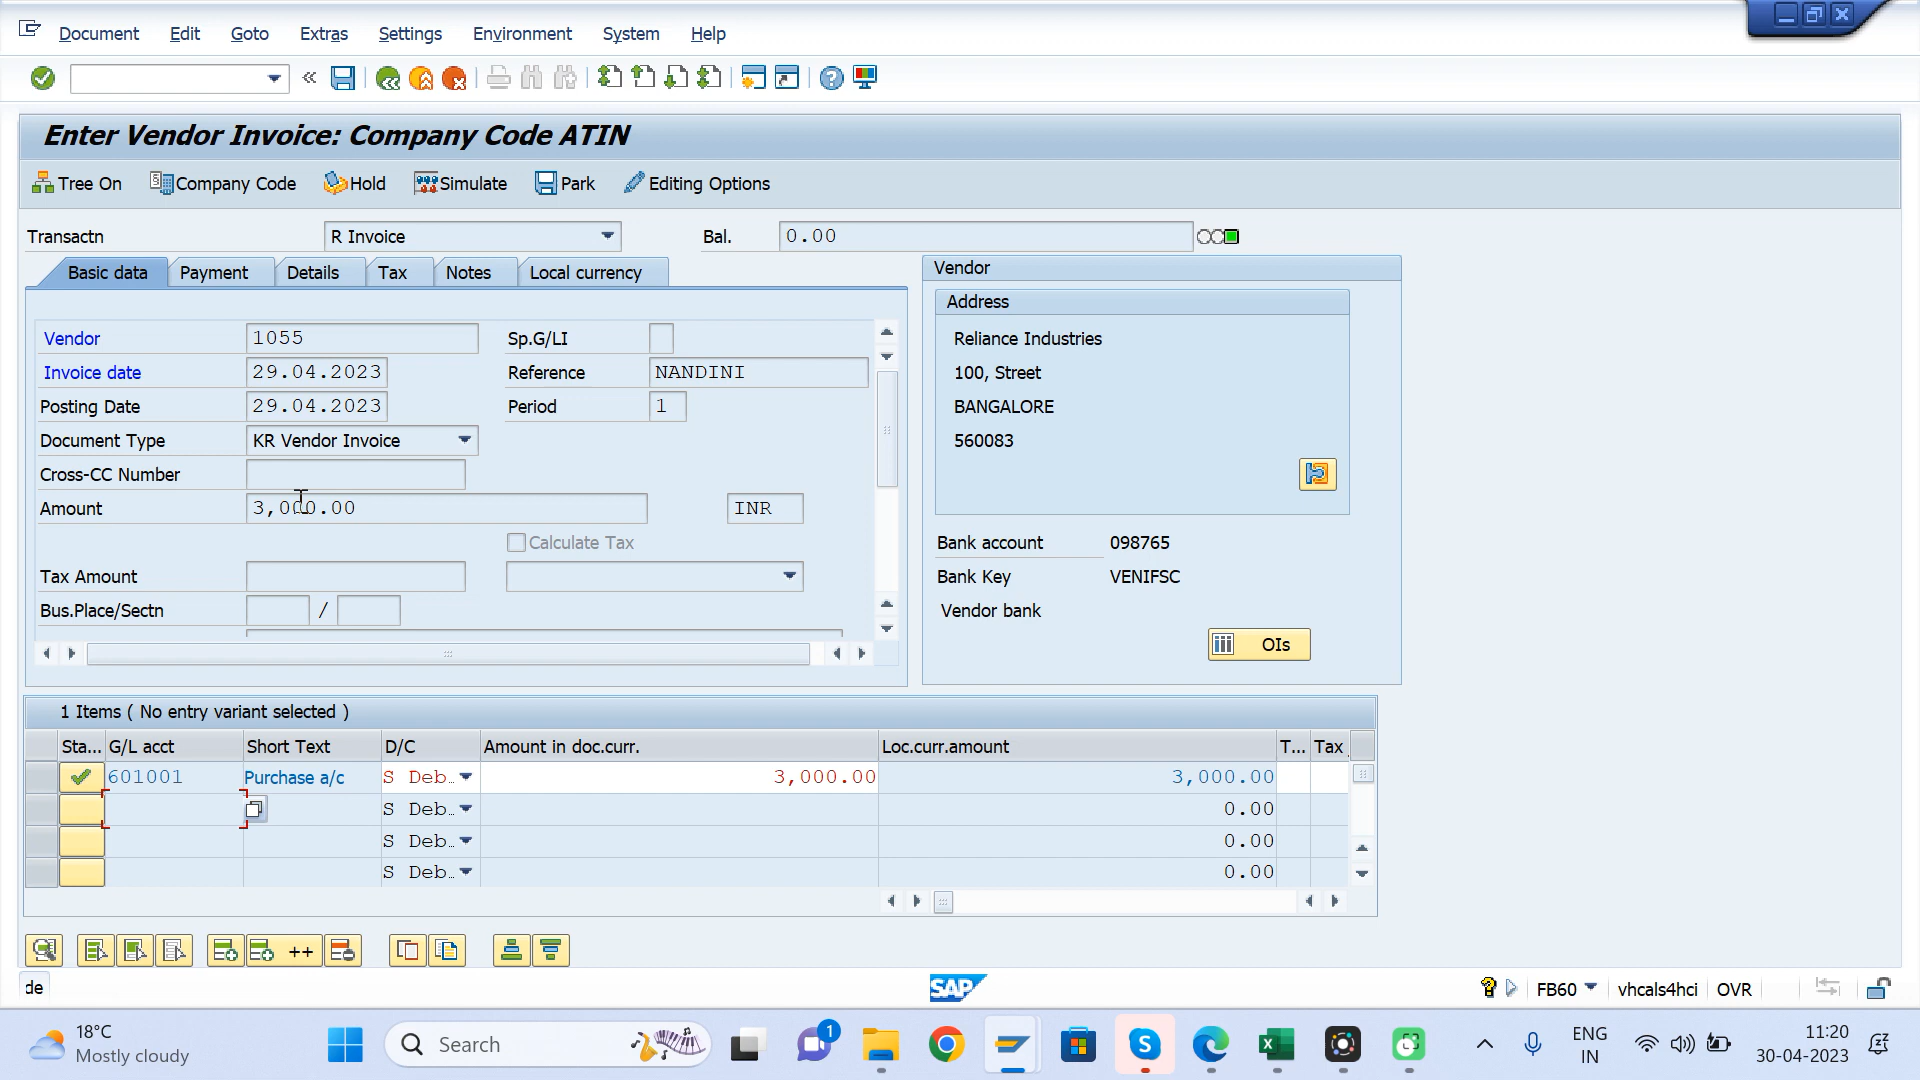 Document Edit Goto Extras Settings Environment System Help
Enter Vendor Invoice: Company Code ATIN
Tree On Company Code Hold Simulate Park Editing Options
Transactn R Invoice Bal. 0.00
Basic data Payment Details Tax Notes Local currency
Vendor 1055 Sp.G/LI
Invoice date 29.04.2023 Reference NANDINI
Posting Date 29.04.2023 Period 1
Document Type KR Vendor Invoice
Cross-CC Number
Amount 3,000.00 INR
Calculate Tax
Tax Amount
Bus.Place/Sectn /
Vendor
Address
Reliance Industries
100, Street
BANGALORE
560083
Bank account 098765
Bank Key VENIFSC
Vendor bank
OIs
1 Items ( No entry variant selected )
Sta... G/L acct Short Text D/C Amount in doc.curr. Loc.curr.amount T... Tax
601001 Purchase a/c S Deb.. 3,000.00 3,000.00
S Deb.. 0.00
S Deb.. 0.00
S Deb.. 0.00
++
de SAP FB60 vhcals4hci OVR
18°C
Mostly cloudy
Search
1
ENG
IN
11:20
30-04-2023